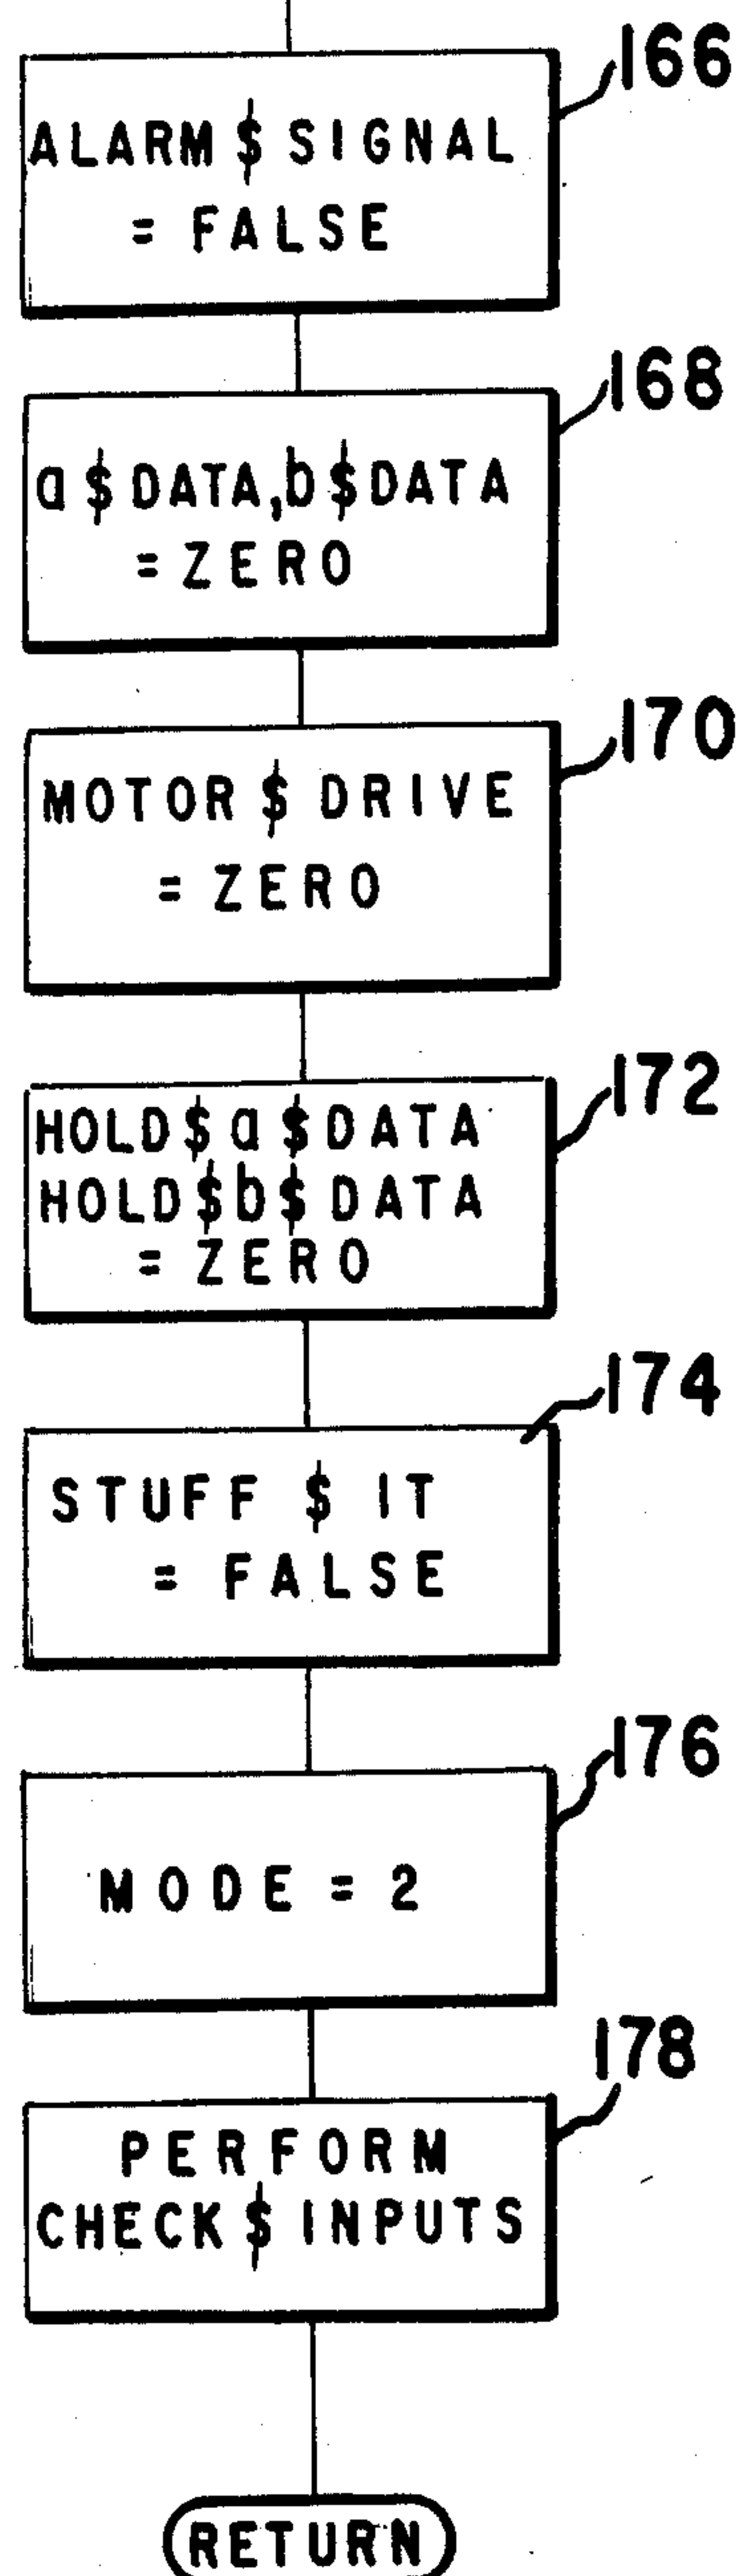 166
ALARM $ SIGNAL
= FALSE
168
a $ DATA, b $ DATA
= ZERO
170
MOTOR $ DRIVE
= ZERO
172
HOLD $ a $ DATA
HOLD $ b $ DATA
= ZERO
174
STUFF $ IT
= FALSE
176
MODE = 2
178
PERFORM
CHECK $ INPUTS
RETURN